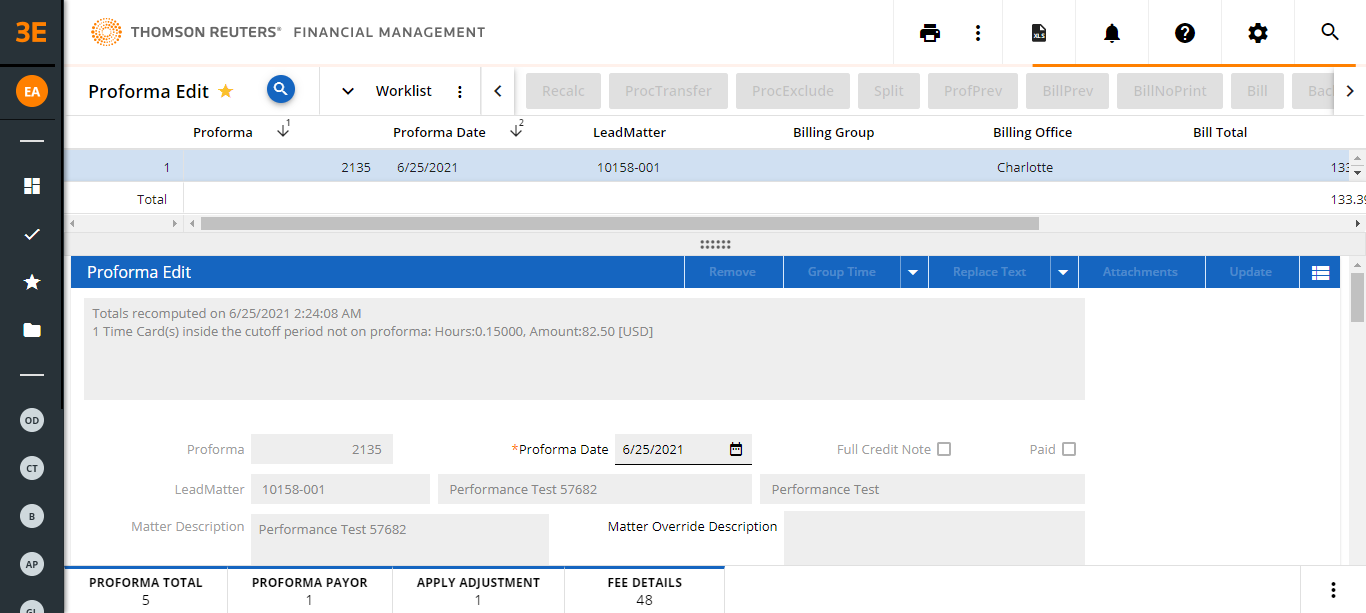 3E
THOMSON REUTERS® FINANCIAL MANAGEMENT
XLS
EA
Proforma Edit
Worklist
Recalc ProcTransfer ProcExclude Split ProfPrev BillPrev BillNoPrint Bill
Proforma 1 Proforma Date 2 LeadMatter Billing Group Billing Office Bill Total
1 2135 6/25/2021 10158-001 Charlotte 133
Total 133.39
Proforma Edit Remove Group Time Replace Text Attachments Update
Totals recomputed on 6/25/2021 2:24:08 AM
1 Time Card(s) inside the cutoff period not on proforma: Hours:0.15000, Amount:82.50 [USD]
OD
Proforma 2135 *Proforma Date 6/25/2021 Full Credit Note Paid
CT
LeadMatter 10158-001 Performance Test 57682 Performance Test
B
Matter Description Performance Test 57682 Matter Override Description
AP
PROFORMA TOTAL PROFORMA PAYOR APPLY ADJUSTMENT FEE DETAILS
5 1 1 48